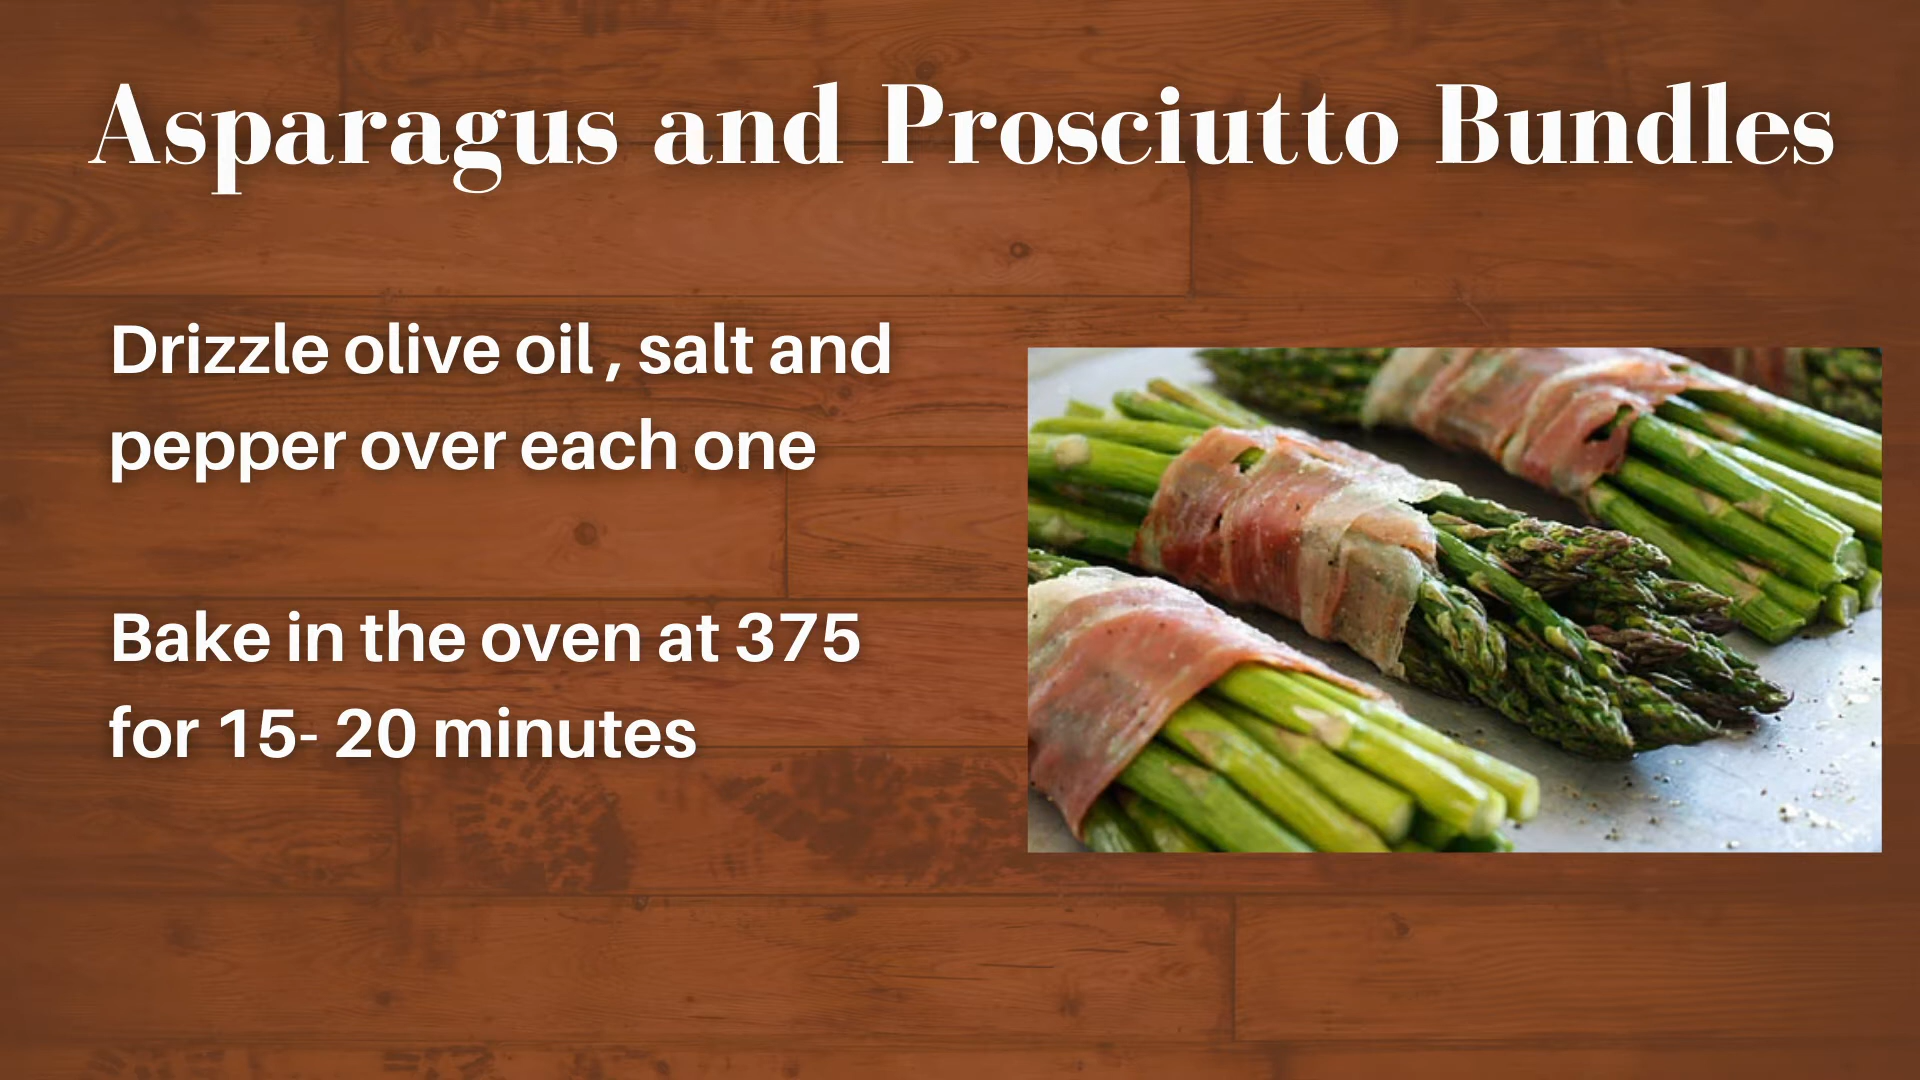 Asparagus and Prosciutto Bundles
Drizzle olive oil , salt and
pepper over each one
Bake in the oven at 375
for 15- 20 minutes